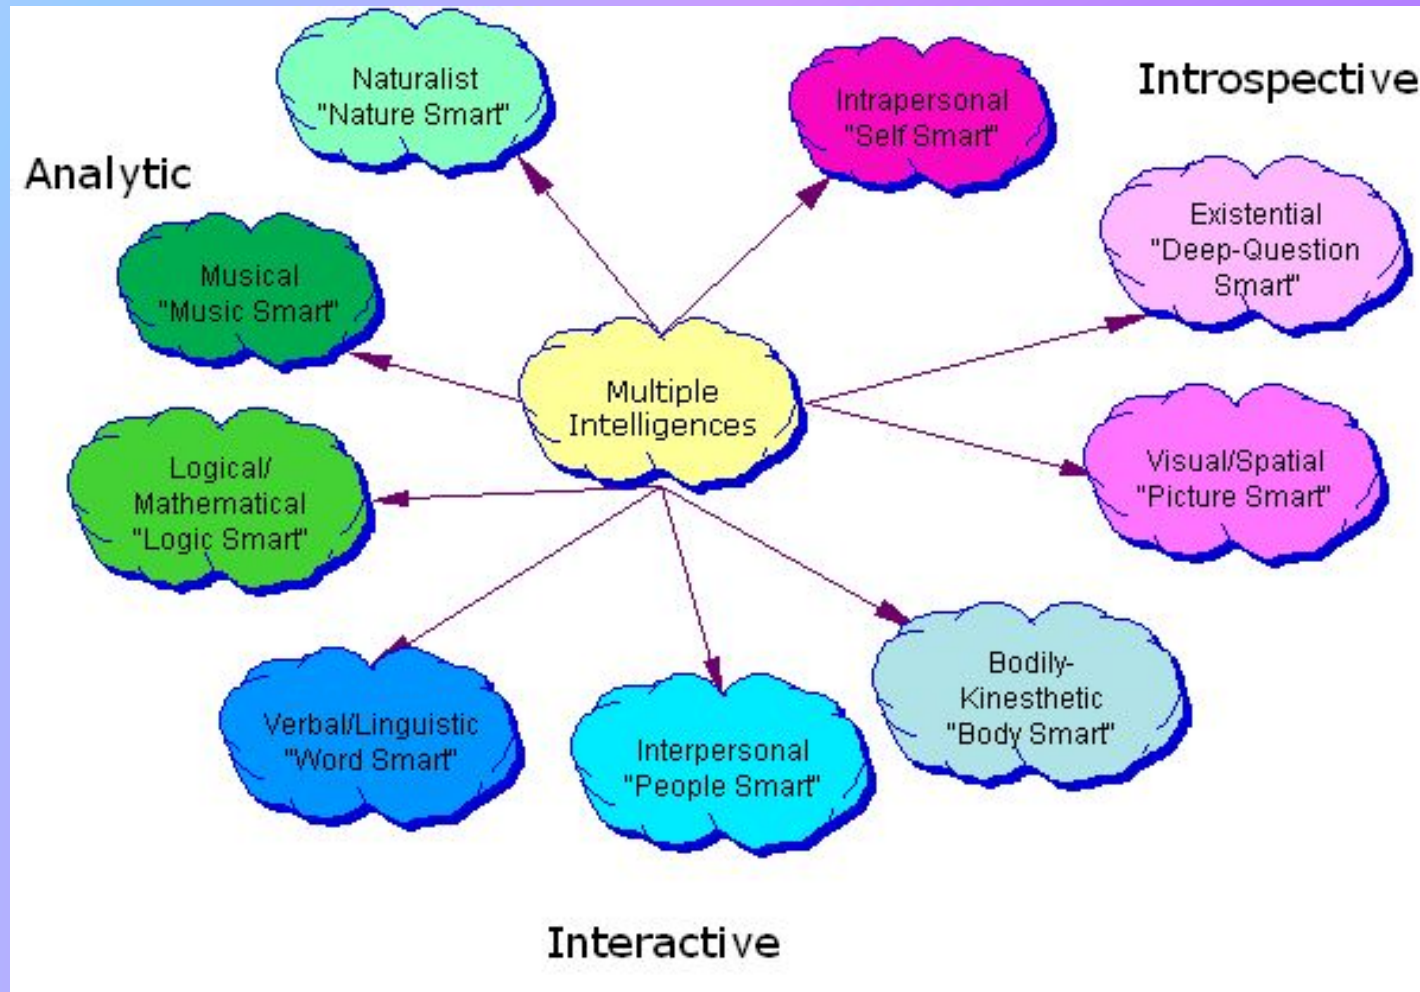 Naturalist
"Nature Smart"
Intrapersonal
"Self Smart"
Introspective
Analytic
Existential
"Deep-Question
Smart"
Musical
"Music Smart"
Multiple
Intelligences
Logical/
Mathematical
"Logic Smart"
Visual/Spatial
"Picture Smart"
Verbal/Linguistic
"Word Smart"
Interpersonal
"People Smart"
Bodily-
Kinesthetic
"Body Smart"
Interactive